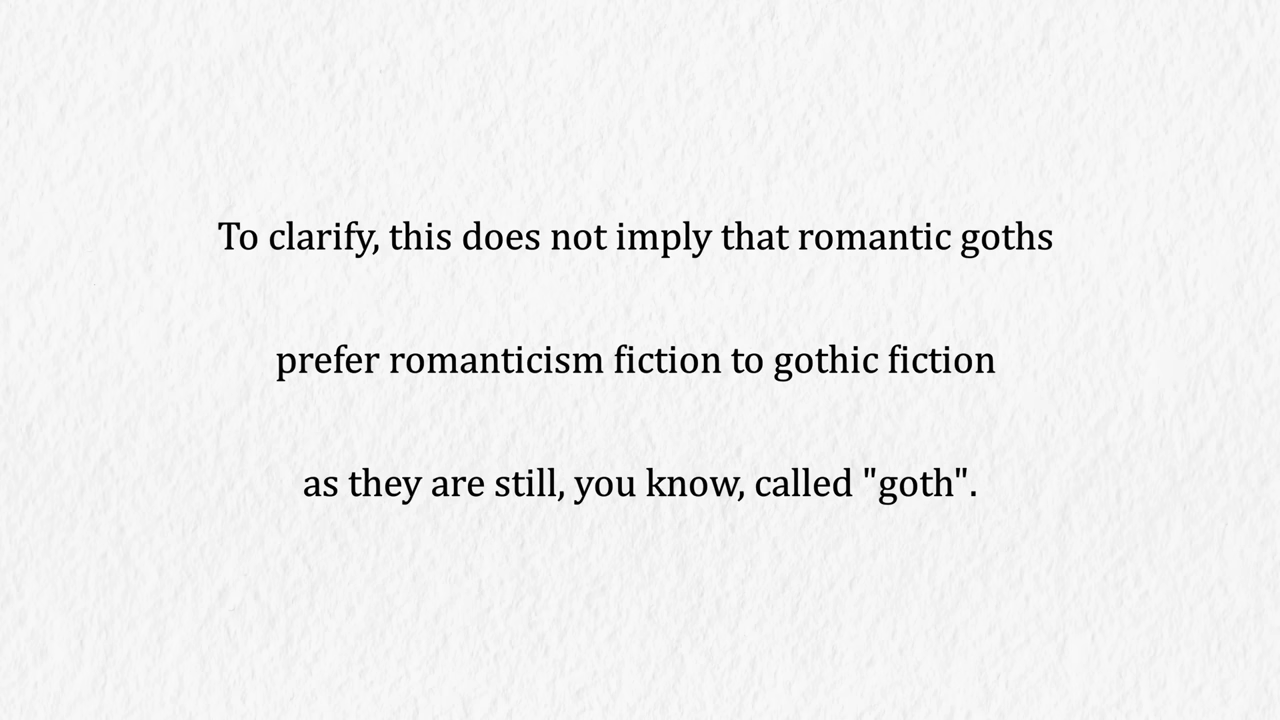 To clarify, this does not imply that romantic goths
prefer romanticism fiction to gothic fiction
as they are still, you know, called "goth".